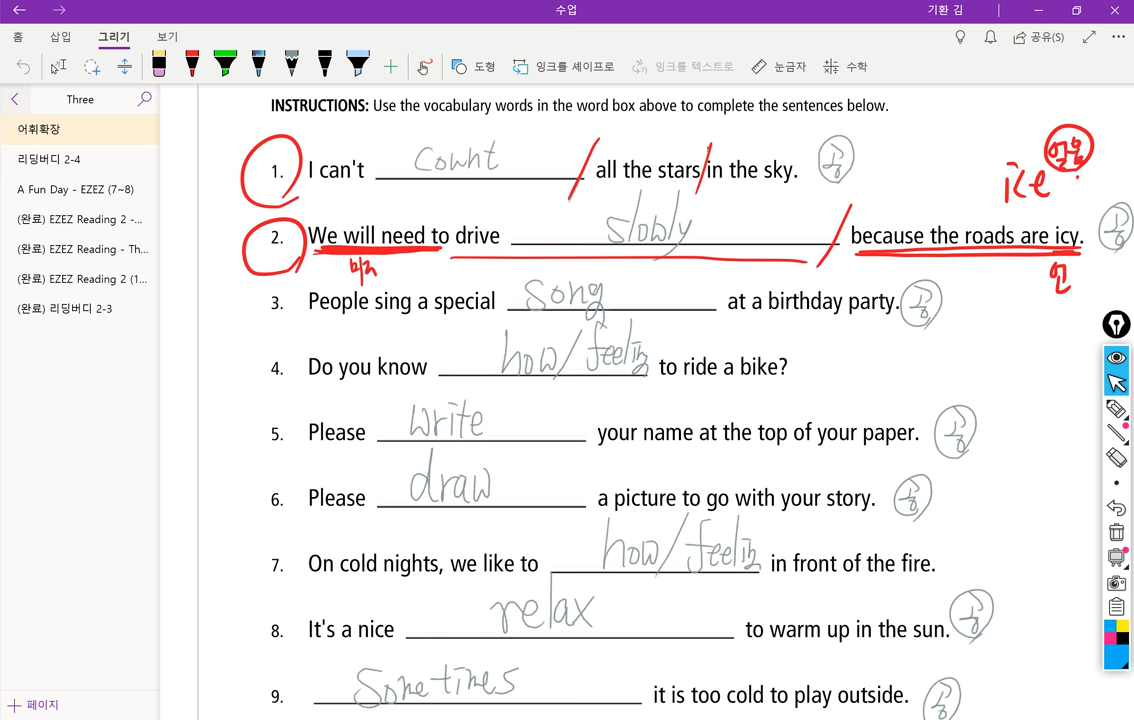 수업
기환 김
홈 삽입 그리기 보기
공유(S)
도형 잉크를 셰이프로 잉크를 텍스트로 눈금자 수학
Three
어휘확장
리딩버디 2-4
A Fun Day - EZEZ (7~8)
(완료) EZEZ Reading 2 -...
(완료) EZEZ Reading - Th...
(완료) EZEZ Reading 2 (1...
(완료) 리딩버디 2-3
페이지
INSTRUCTIONS: Use the vocabulary words in the word box above to complete the sentences below.
1. I can't count all the stars in the sky.
얼음
ice
2. We will need to drive slowly because the roads are icy.
3. People sing a special song at a birthday party.
4. Do you know how/feeling to ride a bike?
5. Please write your name at the top of your paper.
6. Please draw a picture to go with your story.
7. On cold nights, we like to how/feeling in front of the fire.
8. It's a nice relax to warm up in the sun.
9. Sometimes it is too cold to play outside.